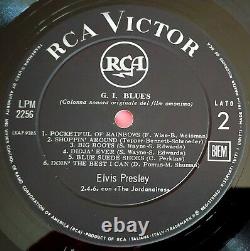 RCA VICTOR
RCA
G. I. BLUES
(Colonna sonora originale del film omonimo)
LPM
2256
LATO
2
BIEM
1. POCKETFUL OF RAINBOWS (F. Wise-B. Weisman)
2. SHOPPIN' AROUND (Tepper-Bennett-Schroeder)
3. BIG BOOTS (S. Wayne-S. Edwards)
4. DIDJA' EVER (S. Wayne-S. Edwards)
5. BLUE SUEDE SHOES (C. Perkins)
6. DOIN' THE BEST I CAN (D. Pomus-M. Shuman)
Elvis Presley
2.4.6. con «The Jordanaires»